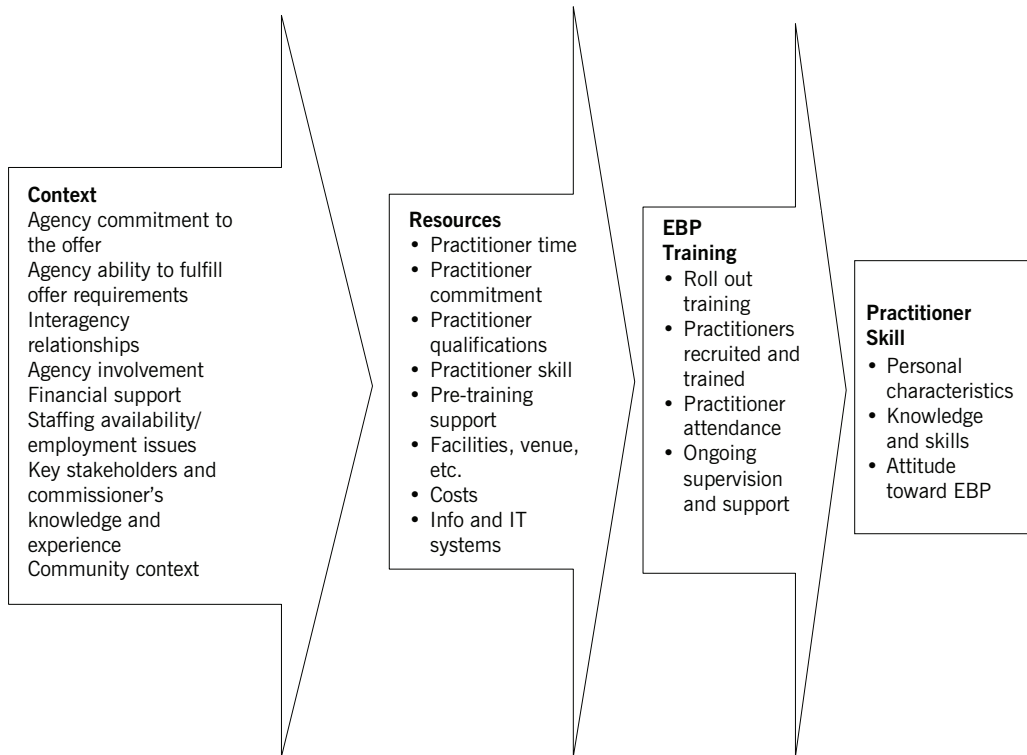 Context
Agency commitment to
the offer
Agency ability to fulfill
offer requirements
Interagency
relationships
Agency involvement
Financial support
Staffing availability/
employment issues
Key stakeholders and
commissioner’s
knowledge and
experience
Community context
Resources
• Practitioner time
• Practitioner
commitment
• Practitioner
qualifications
• Practitioner skill
• Pre-training
support
• Facilities, venue,
etc.
• Costs
• Info and IT
systems
EBP
Training
• Roll out
training
• Practitioners
recruited and
trained
• Practitioner
attendance
• Ongoing
supervision
and support
Practitioner
Skill
• Personal
characteristics
• Knowledge
and skills
• Attitude
toward EBP